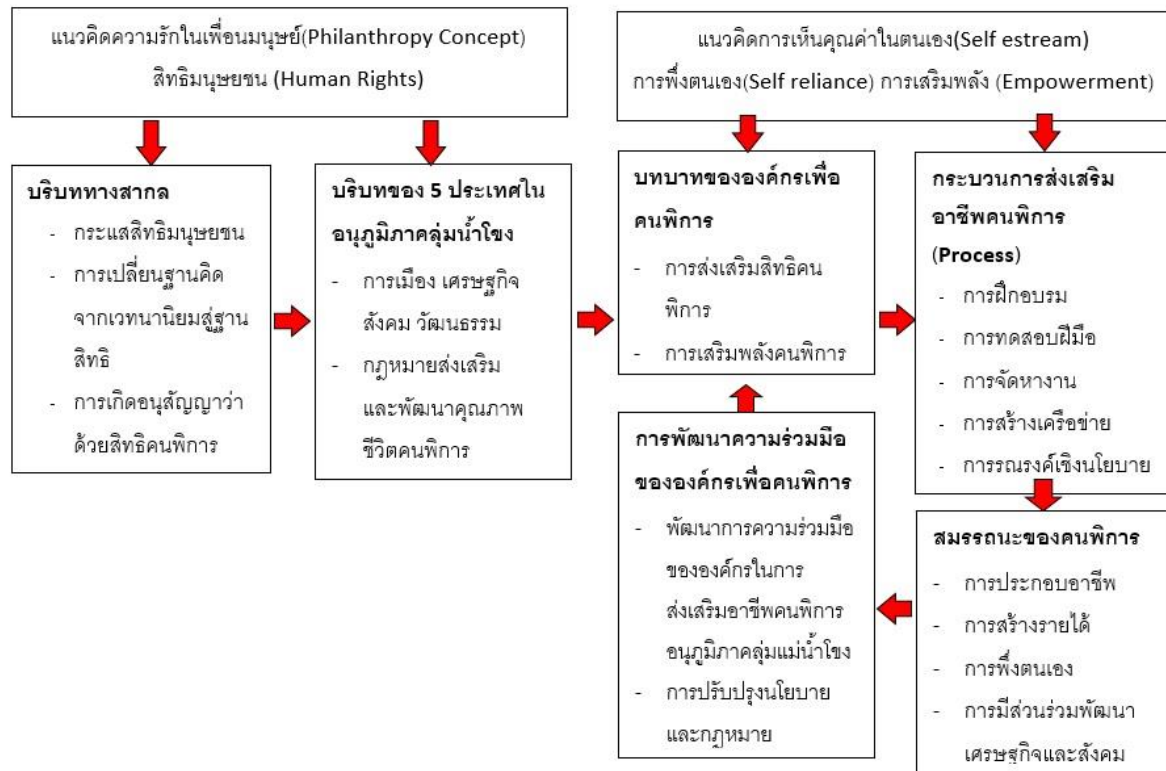 แนวคิดความรักในเพื่อนมนุษย์(Philanthropy Concept)
สิทธิมนุษยชน (Human Rights)
แนวคิดการเห็นคุณค่าในตนเอง(Self estream)
การพึ่งตนเอง(Self reliance) การเสริมพลัง (Empowerment)
บริบททางสากล
- กระแสสิทธิมนุษยชน
- การเปลี่ยนฐานคิด
จากเวทนานิยมสู่ฐาน
สิทธิ
- การเกิดอนุสัญญาว่า
ด้วยสิทธิคนพิการ
บริบทของ 5 ประเทศใน
อนุภูมิภาคลุ่มน้ำโขง
- การเมือง เศรษฐกิจ
สังคม วัฒนธรรม
- กฎหมายส่งเสริม
และพัฒนาคุณภาพ
ชีวิตคนพิการ
บทบาทขององค์กรเพื่อ
คนพิการ
- การส่งเสริมสิทธิคน
พิการ
- การเสริมพลังคนพิการ
กระบวนการส่งเสริม
อาชีพคนพิการ
(Process)
- การฝึกอบรม
- การทดสอบฝีมือ
- การจัดหางาน
- การสร้างเครือข่าย
- การรณรงค์เชิงนโยบาย
การพัฒนาความร่วมมือ
ขององค์กรเพื่อคนพิการ
- พัฒนาการความร่วมมือ
ขององค์กรในการ
ส่งเสริมอาชีพคนพิการ
อนุภูมิภาคลุ่มแม่น้ำโขง
- การปรับปรุงนโยบาย
และกฎหมาย
สมรรถนะของคนพิการ
- การประกอบอาชีพ
- การสร้างรายได้
- การพึ่งตนเอง
- การมีส่วนร่วมพัฒนา
เศรษฐกิจและสังคม